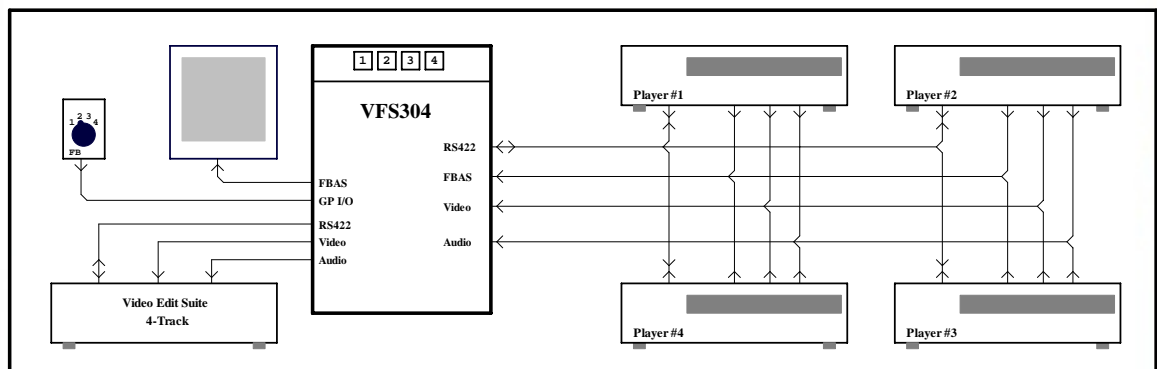 1 2 3 4
VFS304
Player #1
Player #2
1 2 3 4
FB
RS422
FBAS
Video
Audio
FBAS
GP I/O
RS422
Video
Audio
Video Edit Suite
4-Track
Player #4
Player #3